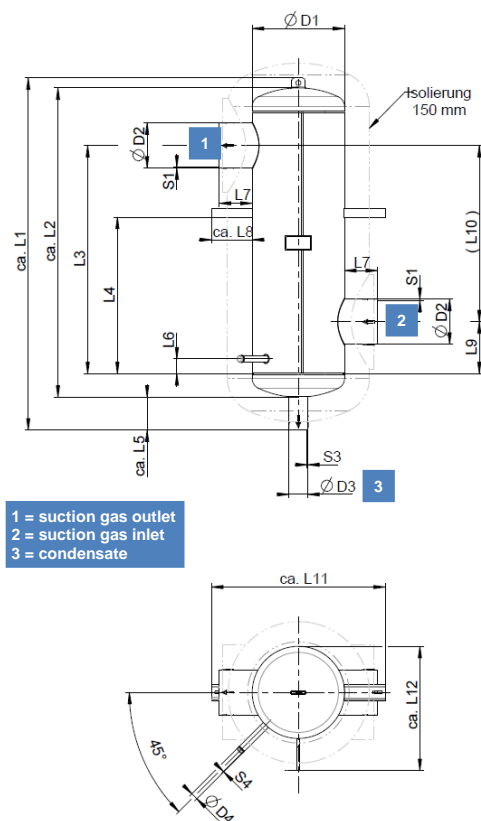 Ø D1
Isolierung
150 mm
Ø D2
1
S1
L7
ca. L8
ca. L1
ca. L2
L3
L4
L6
ca. L5
( L10 )
L7
S1
2
Ø D2
L9
S3
Ø D3
3
1 = suction gas outlet
2 = suction gas inlet
3 = condensate
ca. L11
ca. L12
45°
S4
Ø D4